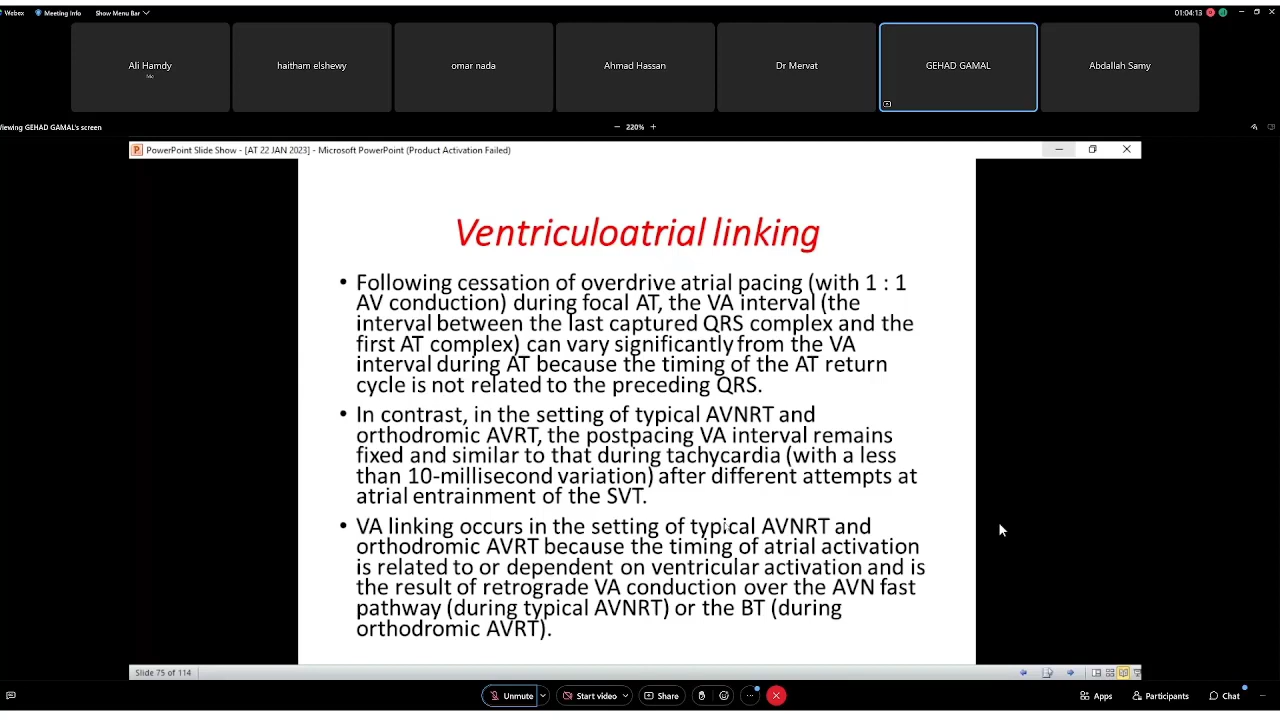 Webex Meeting Info Show Menu Bar 01:04:13
Ali Hamdy haitham elshewy omar nada Ahmad Hassan Dr Mervat GEHAD GAMAL Abdallah Samy
Me
Viewing GEHAD GAMAL's screen − 220% +
PowerPoint Slide Show - [AT 22 JAN 2023] - Microsoft PowerPoint (Product Activation Failed)
Ventriculoatrial linking
• Following cessation of overdrive atrial pacing (with 1 : 1
AV conduction) during focal AT, the VA interval (the
interval between the last captured QRS complex and the
first AT complex) can vary significantly from the VA
interval during AT because the timing of the AT return
cycle is not related to the preceding QRS.
• In contrast, in the setting of typical AVNRT and
orthodromic AVRT, the postpacing VA interval remains
fixed and similar to that during tachycardia (with a less
than 10-millisecond variation) after different attempts at
atrial entrainment of the SVT.
• VA linking occurs in the setting of typical AVNRT and
orthodromic AVRT because the timing of atrial activation
is related to or dependent on ventricular activation and is
the result of retrograde VA conduction over the AVN fast
pathway (during typical AVNRT) or the BT (during
orthodromic AVRT).
Slide 75 of 114
Unmute Start video Share Apps Participants Chat